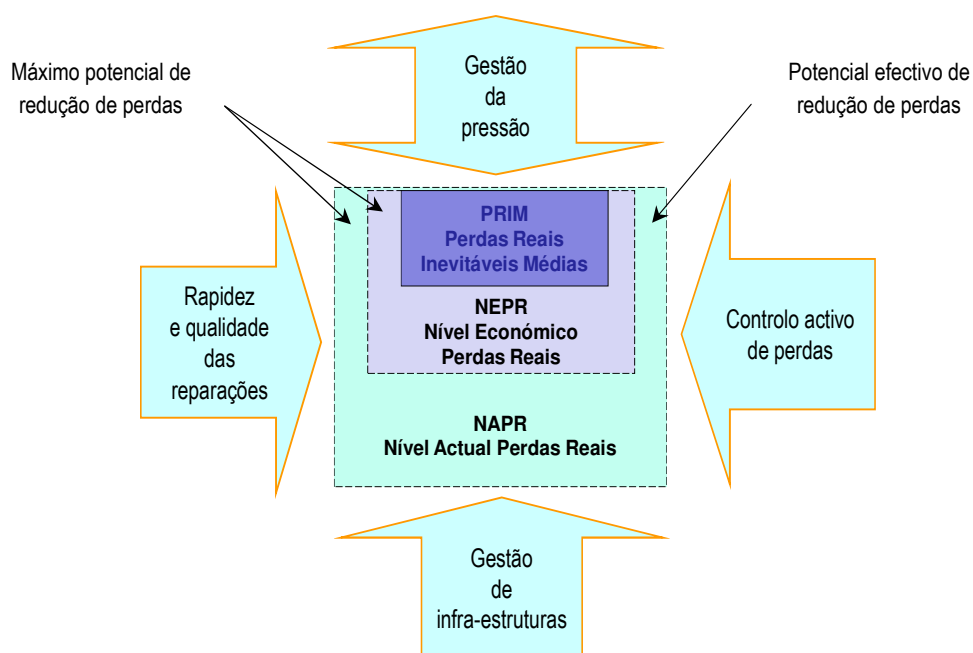 Gestão
da
pressão
Máximo potencial de
redução de perdas
Potencial efectivo de
redução de perdas
PRIM
Perdas Reais
Inevitáveis Médias
Rapidez
e qualidade
das
reparações
NEPR
Nível Económico
Perdas Reais
Controlo activo
de perdas
NAPR
Nível Actual Perdas Reais
Gestão
de
infra-estruturas